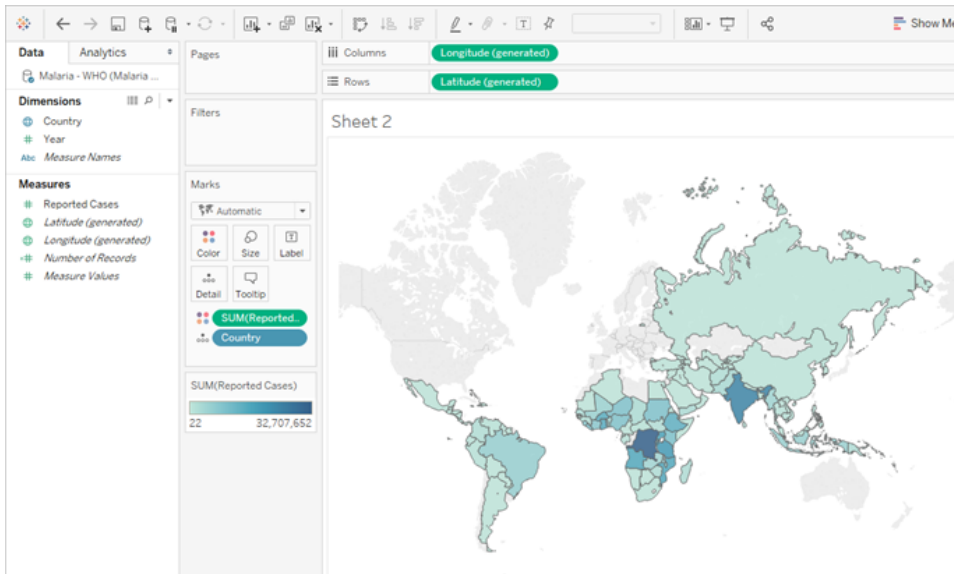 Show Me
Data
Analytics
Malaria - WHO (Malaria ...
Dimensions
Country
Year
Abc Measure Names
Measures
Reported Cases
Latitude (generated)
Longitude (generated)
Number of Records
Measure Values
Pages
Filters
Marks
Automatic
Color
Size
Label
Detail
Tooltip
SUM(Reported..
Country
SUM(Reported Cases)
22
32,707,652
Columns
Longitude (generated)
Rows
Latitude (generated)
Sheet 2